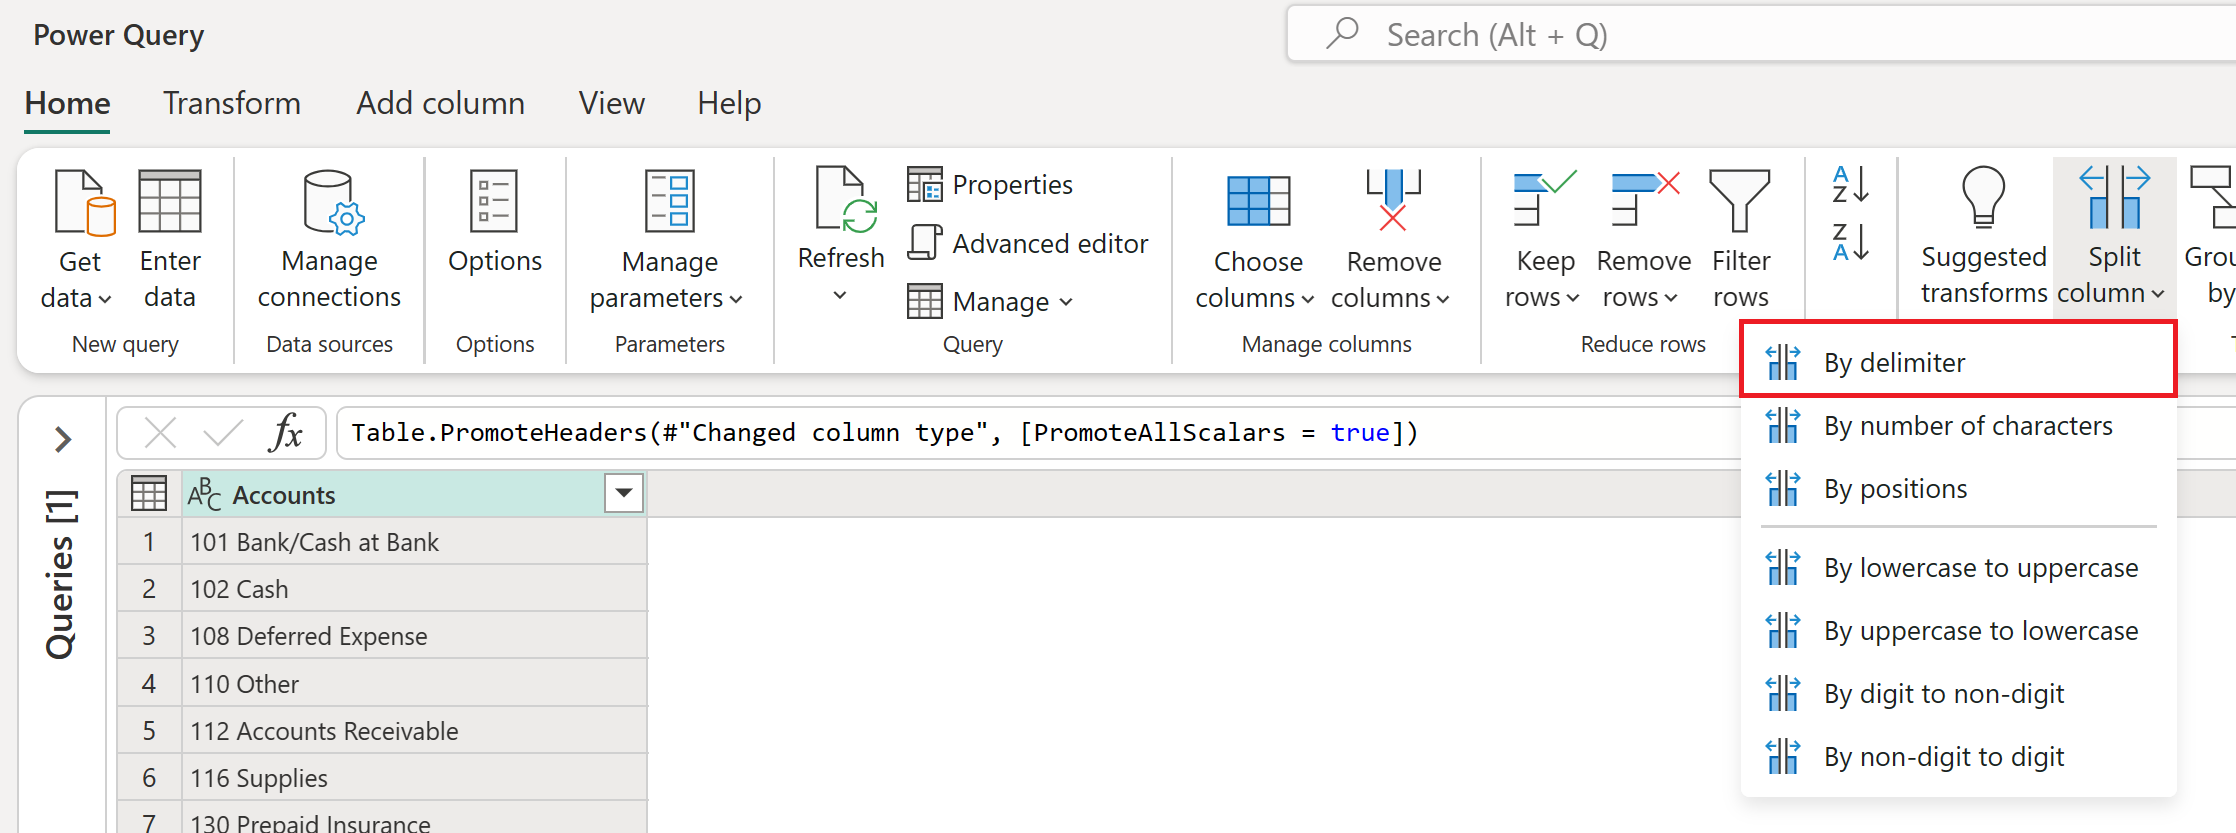 Power Query
Search (Alt + Q)
Home Transform Add column View Help
Get data
Enter data
New query
Manage connections
Data sources
Options
Options
Manage parameters
Parameters
Refresh
Properties
Advanced editor
Manage
Query
Choose columns
Remove columns
Manage columns
Keep rows
Remove rows
Filter rows
Reduce rows
A
Z
Z
A
Suggested transforms
Split column
by
By delimiter
By number of characters
By positions
By lowercase to uppercase
By uppercase to lowercase
By digit to non-digit
By non-digit to digit
fx
Table.PromoteHeaders(#"Changed column type", [PromoteAllScalars = true])
Queries [1]
ABC Accounts
1 101 Bank/Cash at Bank
2 102 Cash
3 108 Deferred Expense
4 110 Other
5 112 Accounts Receivable
6 116 Supplies
7 130 Prepaid Insurance